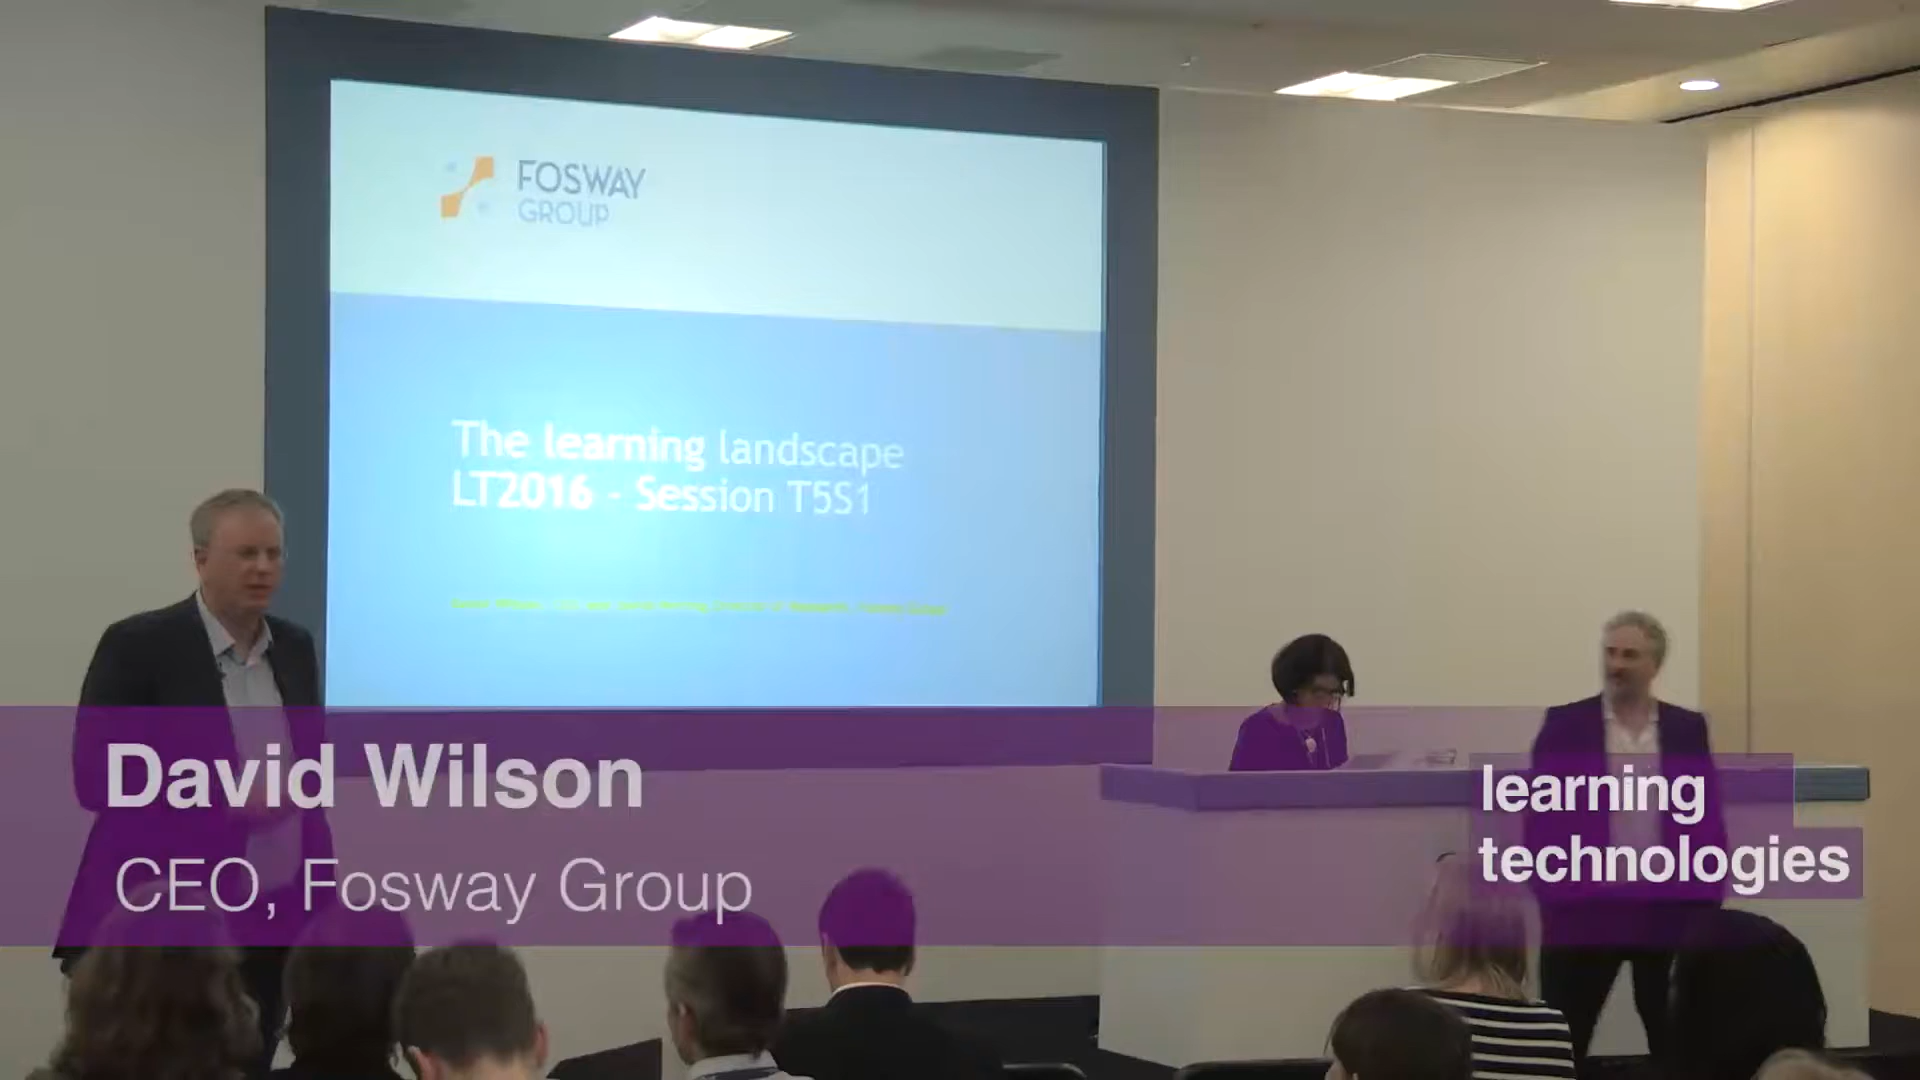 FOSWAY
GROUP
The learning landscape
LT2016 - Session T5S1
David Wilson
CEO, Fosway Group
learning
technologies